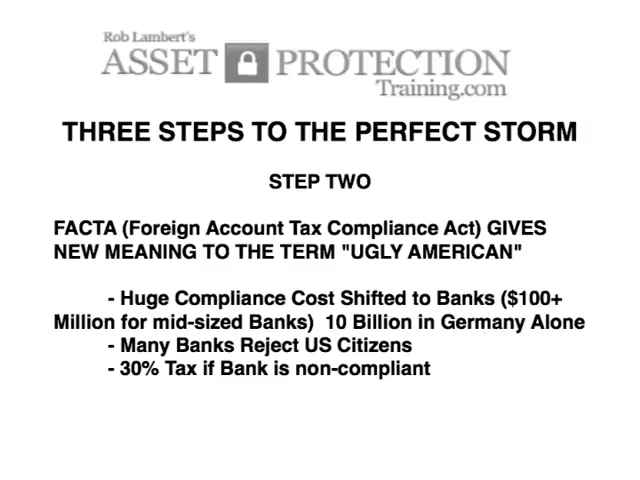 Rob Lambert's
ASSET PROTECTION
Training.com
THREE STEPS TO THE PERFECT STORM
STEP TWO
FACTA (Foreign Account Tax Compliance Act) GIVES
NEW MEANING TO THE TERM "UGLY AMERICAN"
- Huge Compliance Cost Shifted to Banks ($100+
Million for mid-sized Banks)  10 Billion in Germany Alone
- Many Banks Reject US Citizens
- 30% Tax if Bank is non-compliant